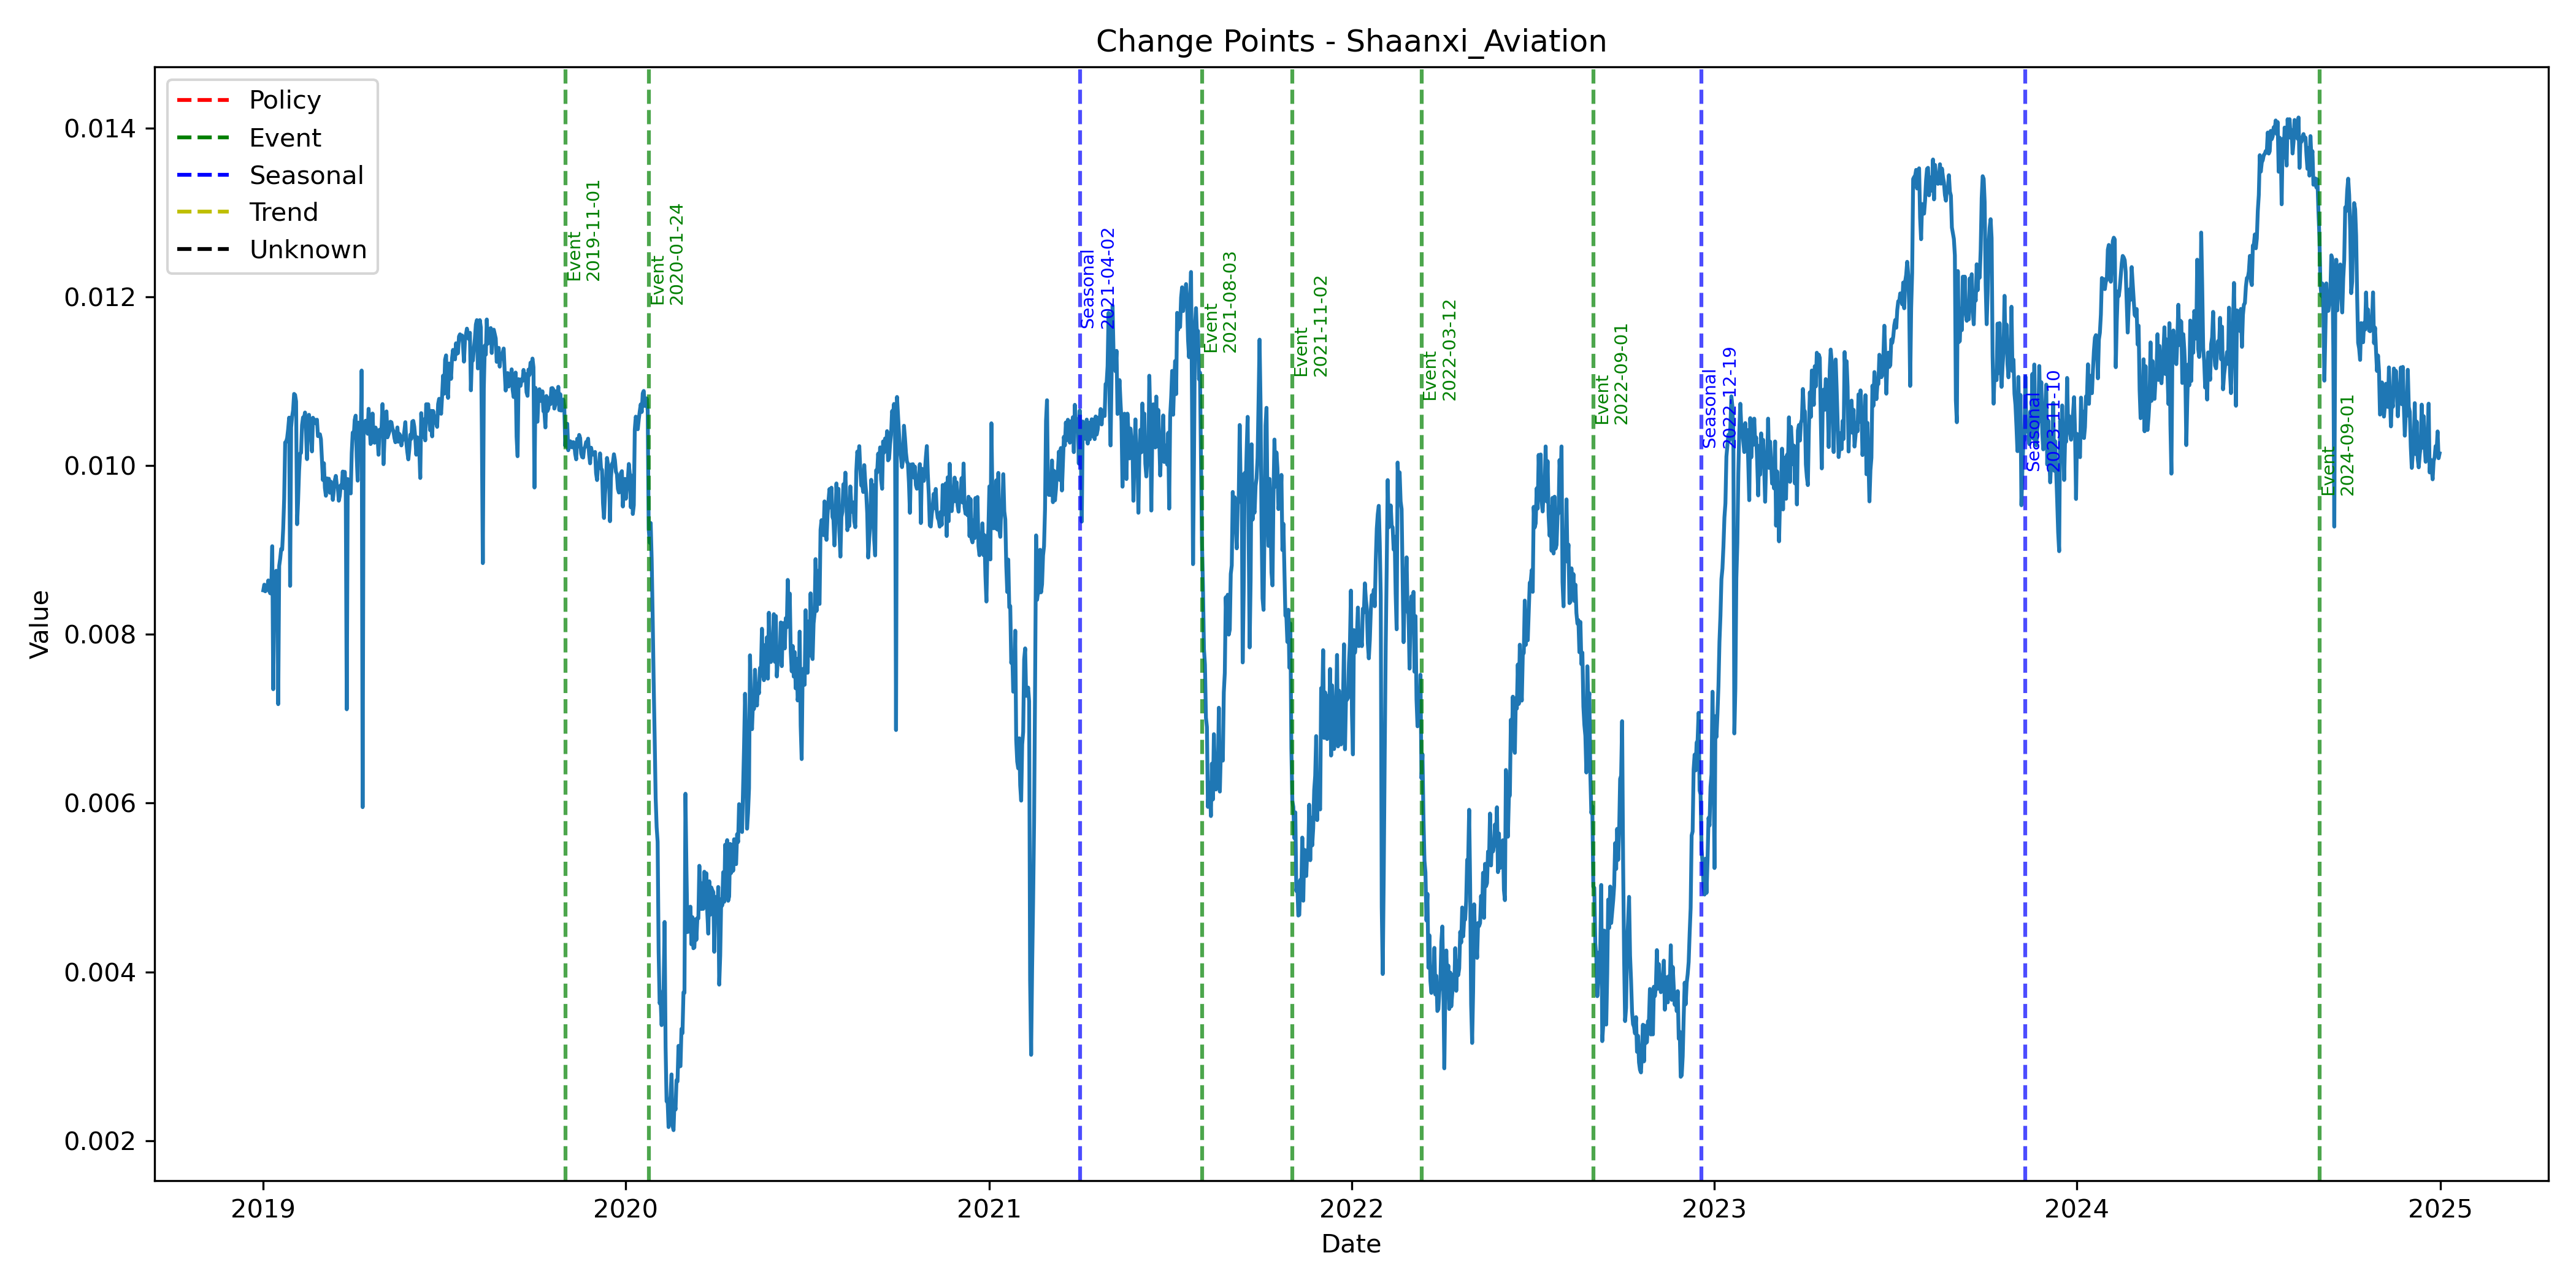 Change Points - Shaanxi_Aviation
Policy
Event
Seasonal
Trend
Unknown
Value
0.014
0.012
0.010
0.008
0.006
0.004
0.002
Event
2019-11-01
Event
2020-01-24
Seasonal
2021-04-02
Event
2021-08-03
Event
2021-11-02
Event
2022-03-12
Event
2022-09-01
Seasonal
2022-12-19
Seasonal
2023-11-10
Event
2024-09-01
2019
2020
2021
2022
2023
2024
2025
Date